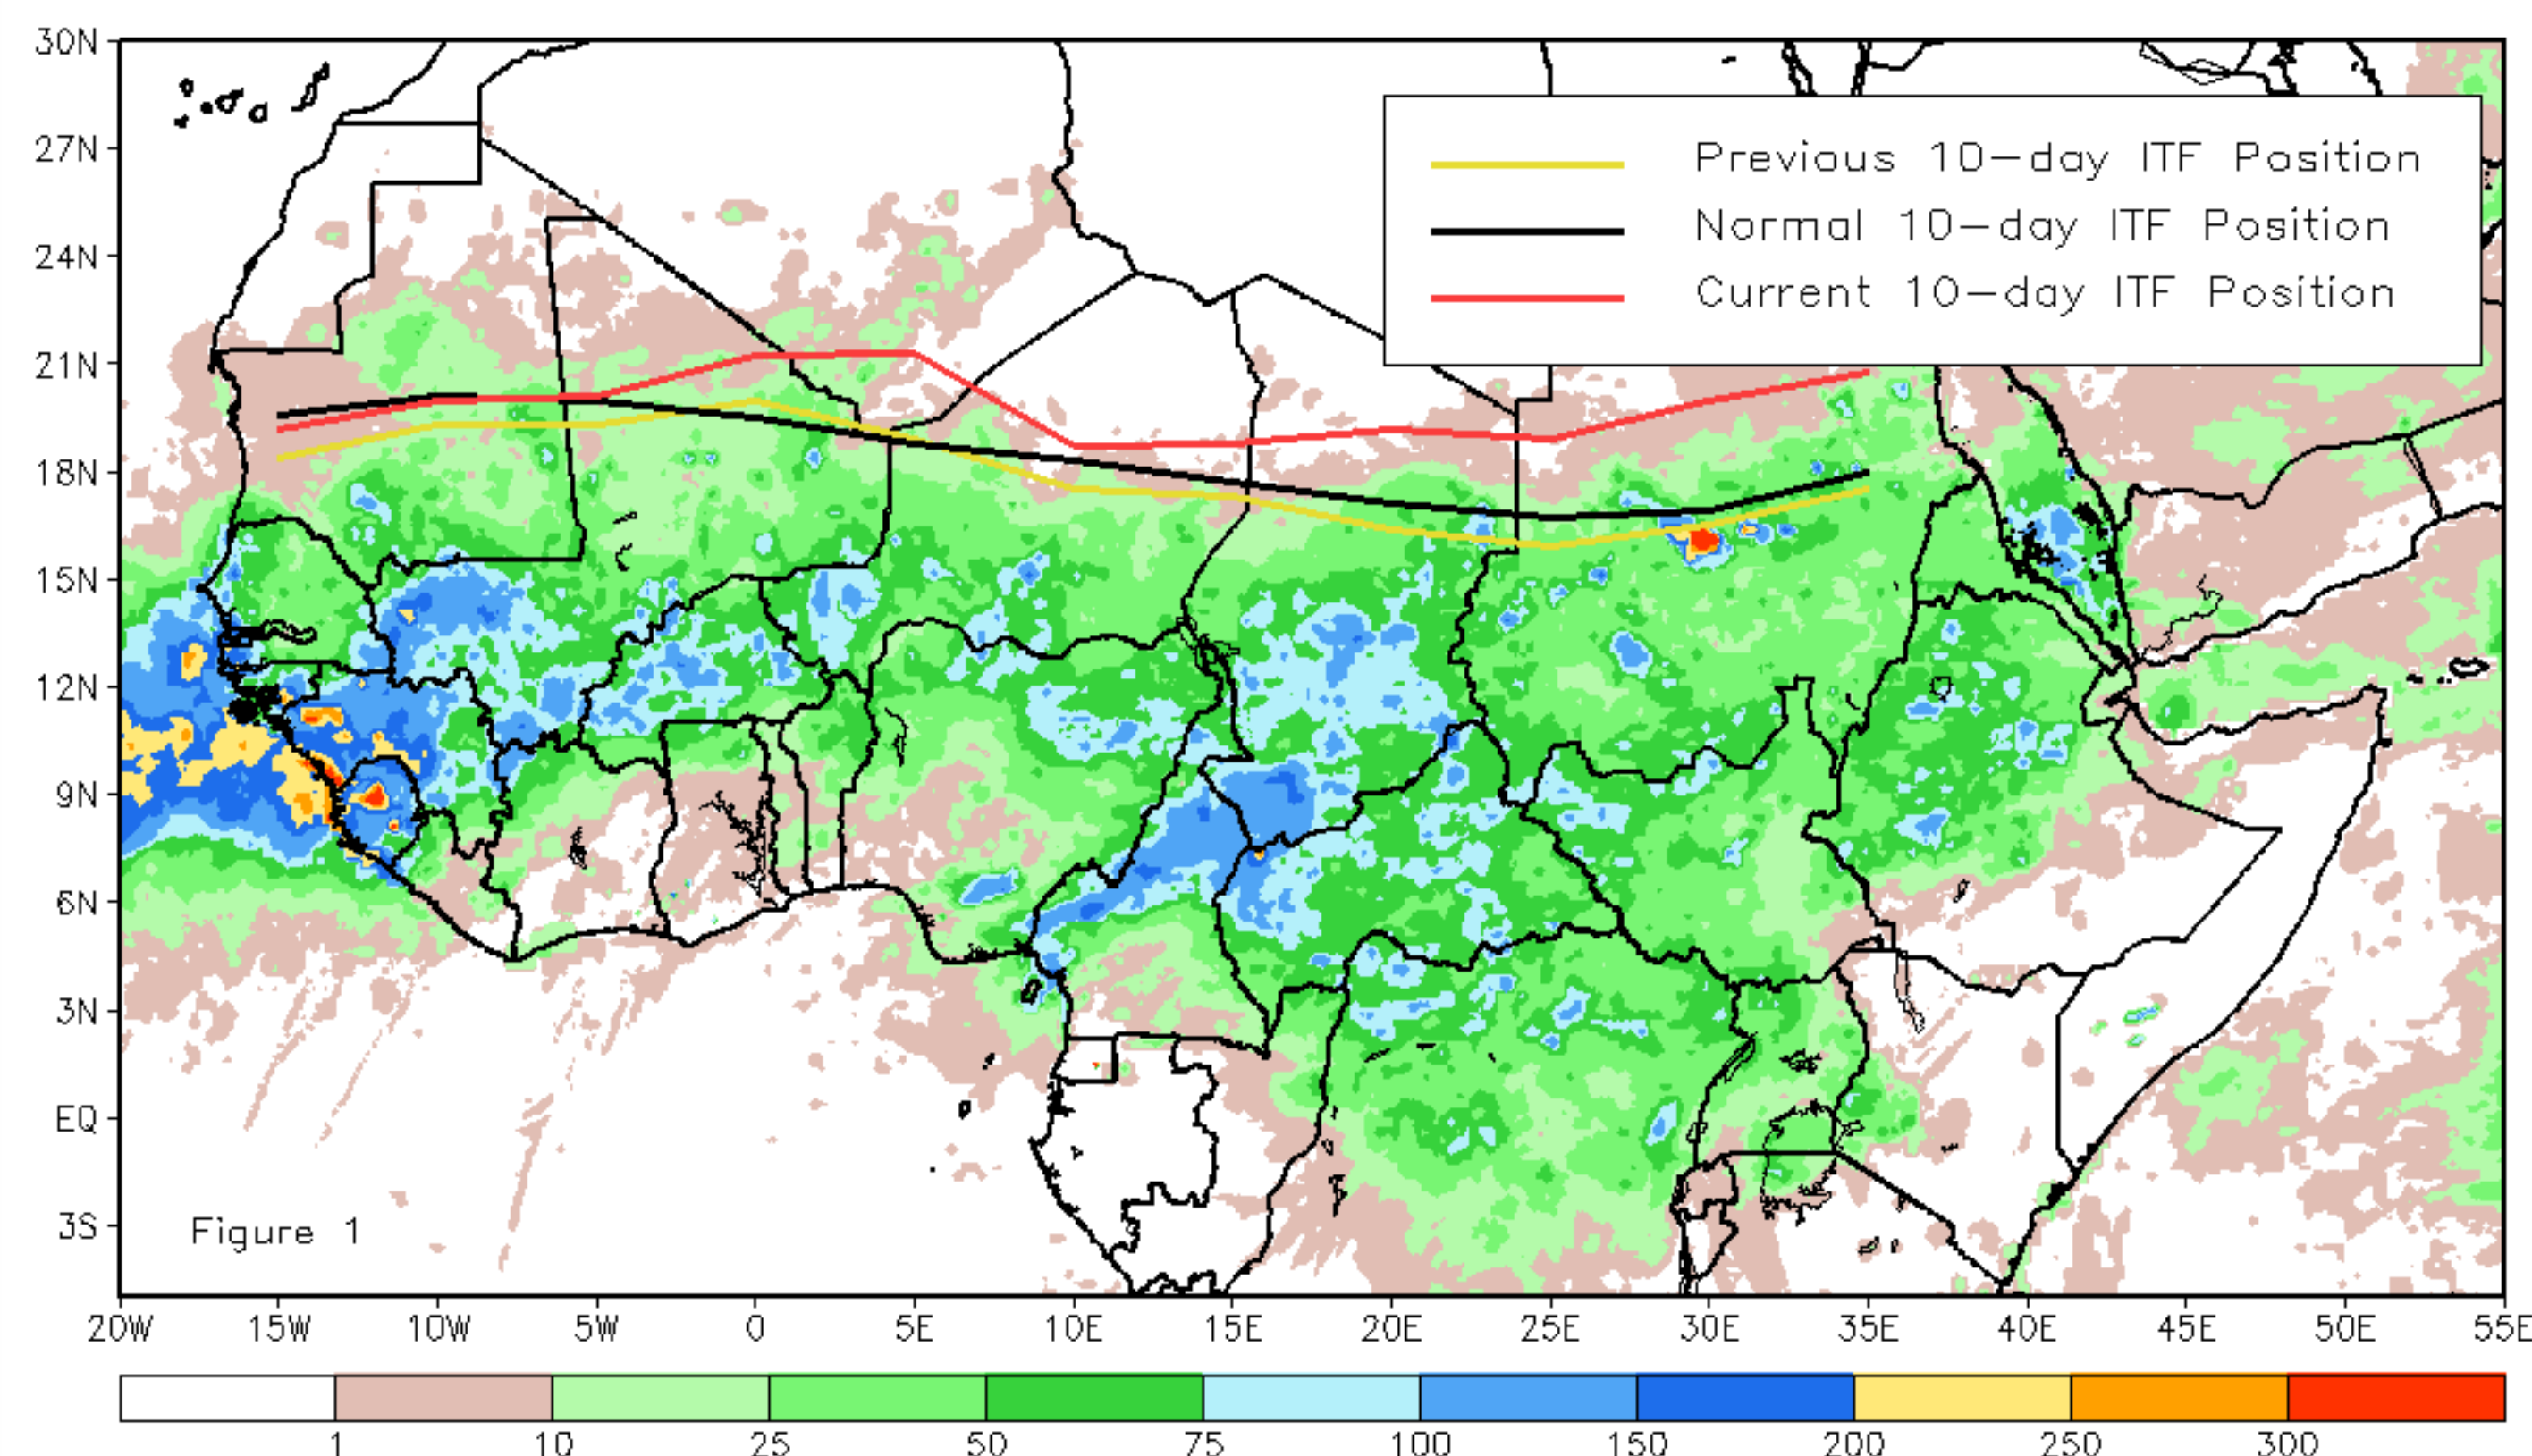 30N
27N
24N
21N
18N
15N
12N
9N
6N
3N
EQ
3S
Previous 10-day ITF Position
Normal 10-day ITF Position
Current 10-day ITF Position
Figure 1
20W 15W 10W 5W 0 5E 10E 15E 20E 25E 30E 35E 40E 45E 50E 55E
1 10 25 50 75 100 150 200 250 300